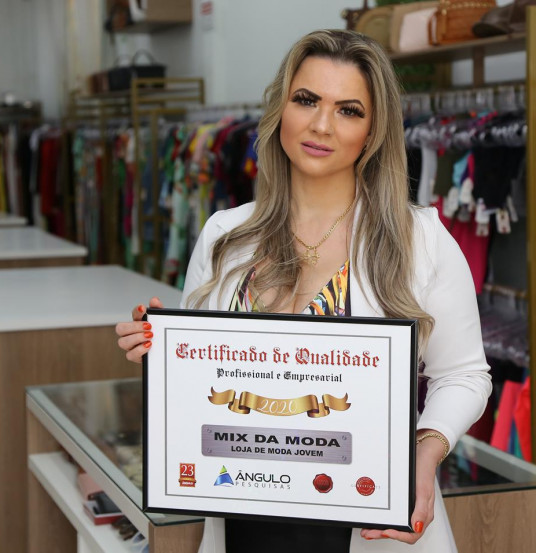 Certificado de Qualidade
Profissional e Empresarial
2020
MIX DA MODA
LOJA DE MODA JOVEM
23
ÂNGULO
PESQUISAS